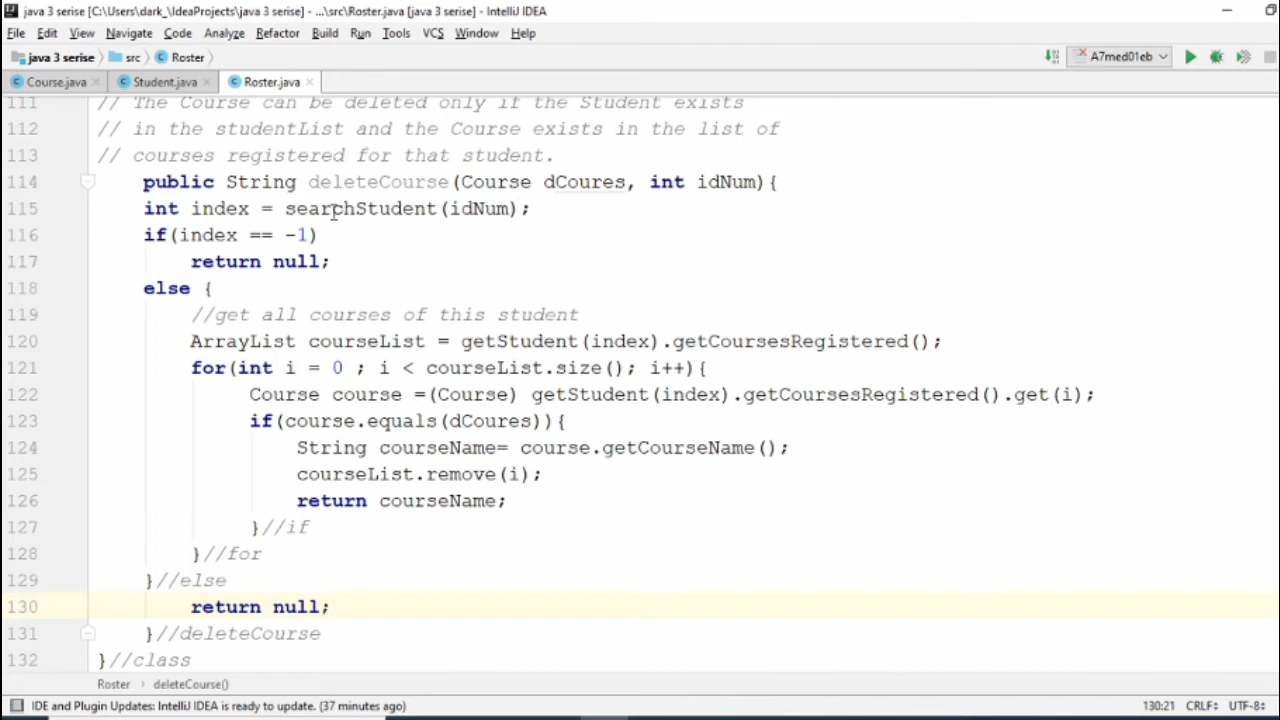 java 3 serise [C:\Users\dark_\IdeaProjects\java 3 serise] - ...\src\Roster.java [java 3 serise] - IntelliJ IDEA
File Edit View Navigate Code Analyze Refactor Build Run Tools VCS Window Help
java 3 serise src Roster A7med01eb
Course.java Student.java Roster.java
111 // The Course can be deleted only if the Student exists
112 // in the studentList and the Course exists in the list of
113 // courses registered for that student.
114 public String deleteCourse(Course dCoures, int idNum){
115 int index = searchStudent(idNum);
116 if(index == -1)
117 return null;
118 else {
119 //get all courses of this student
120 ArrayList courseList = getStudent(index).getCoursesRegistered();
121 for(int i = 0 ; i < courseList.size(); i++){
122 Course course =(Course) getStudent(index).getCoursesRegistered().get(i);
123 if(course.equals(dCoures)){
124 String courseName= course.getCourseName();
125 courseList.remove(i);
126 return courseName;
127 }//if
128 }//for
129 }//else
130 return null;
131 }//deleteCourse
132 }//class
Roster deleteCourse()
IDE and Plugin Updates: IntelliJ IDEA is ready to update. (37 minutes ago) 130:21 CRLF UTF-8